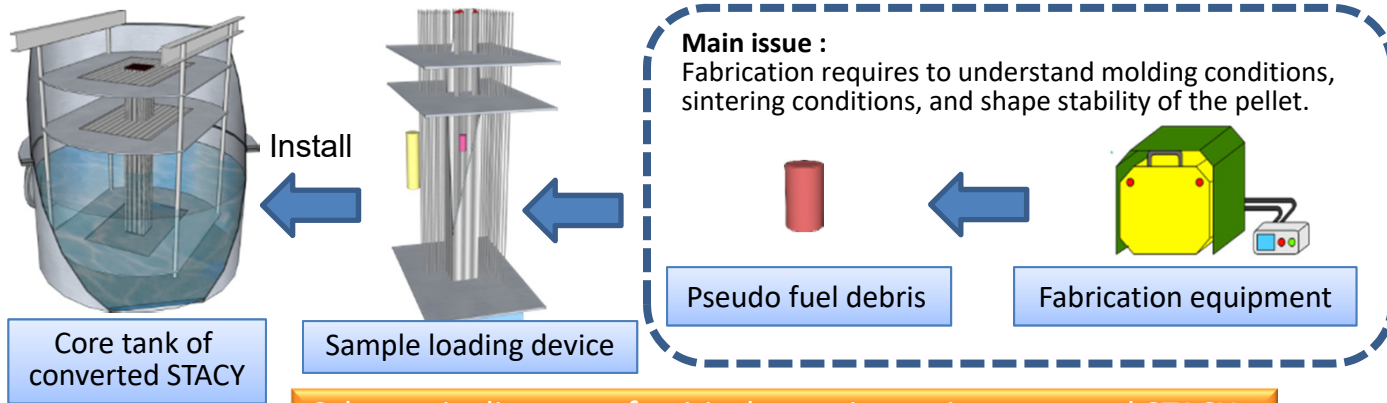 Main issue :
Fabrication requires to understand molding conditions,
sintering conditions, and shape stability of the pellet.
Install
Pseudo fuel debris
Fabrication equipment
Core tank of
converted STACY
Sample loading device